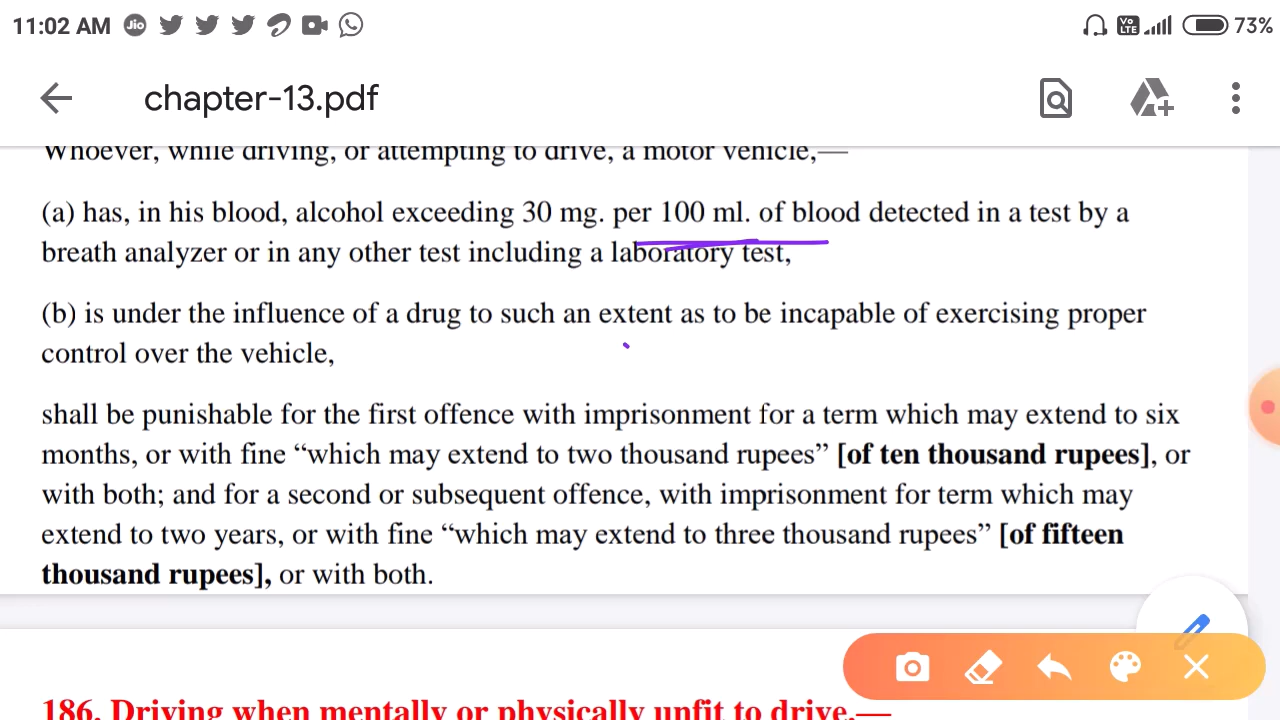 11:02 AM Jio Vo LTE 73%
chapter-13.pdf
Whoever, while driving, or attempting to drive, a motor vehicle,—
(a) has, in his blood, alcohol exceeding 30 mg. per 100 ml. of blood detected in a test by a
breath analyzer or in any other test including a laboratory test,
(b) is under the influence of a drug to such an extent as to be incapable of exercising proper
control over the vehicle,
shall be punishable for the first offence with imprisonment for a term which may extend to six
months, or with fine “which may extend to two thousand rupees” [of ten thousand rupees], or
with both; and for a second or subsequent offence, with imprisonment for term which may
extend to two years, or with fine “which may extend to three thousand rupees” [of fifteen
thousand rupees], or with both.
186. Driving when mentally or physically unfit to drive.—